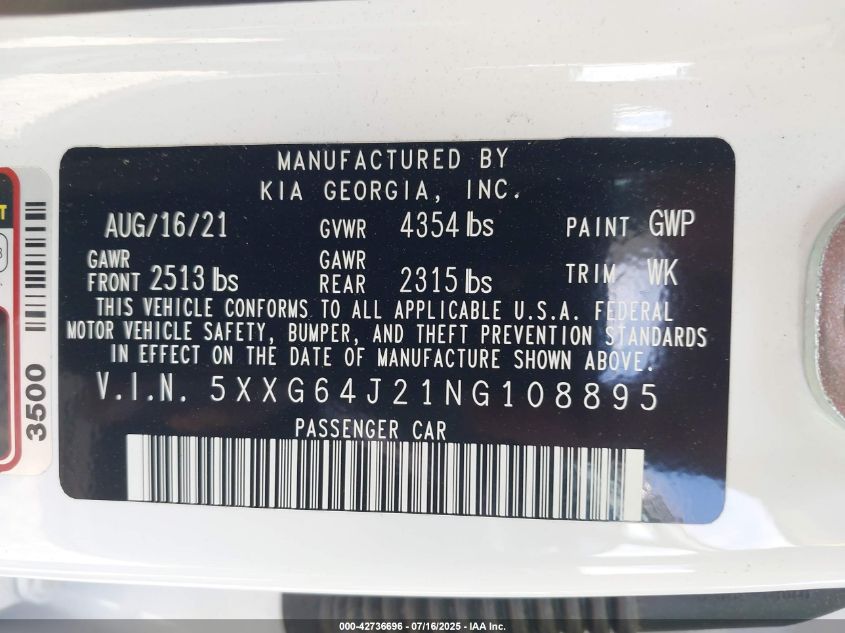 MANUFACTURED BY
KIA GEORGIA, INC.
AUG/16/21 GVWR 4354 lbs PAINT GWP
GAWR FRONT 2513 lbs GAWR REAR 2315 lbs TRIM WK
THIS VEHICLE CONFORMS TO ALL APPLICABLE U.S.A. FEDERAL
MOTOR VEHICLE SAFETY, BUMPER, AND THEFT PREVENTION STANDARDS
IN EFFECT ON THE DATE OF MANUFACTURE SHOWN ABOVE.
V.I.N. 5XXG64J21NG108895
PASSENGER CAR
3500
000-42736696 - 07/16/2025 - IAA Inc.